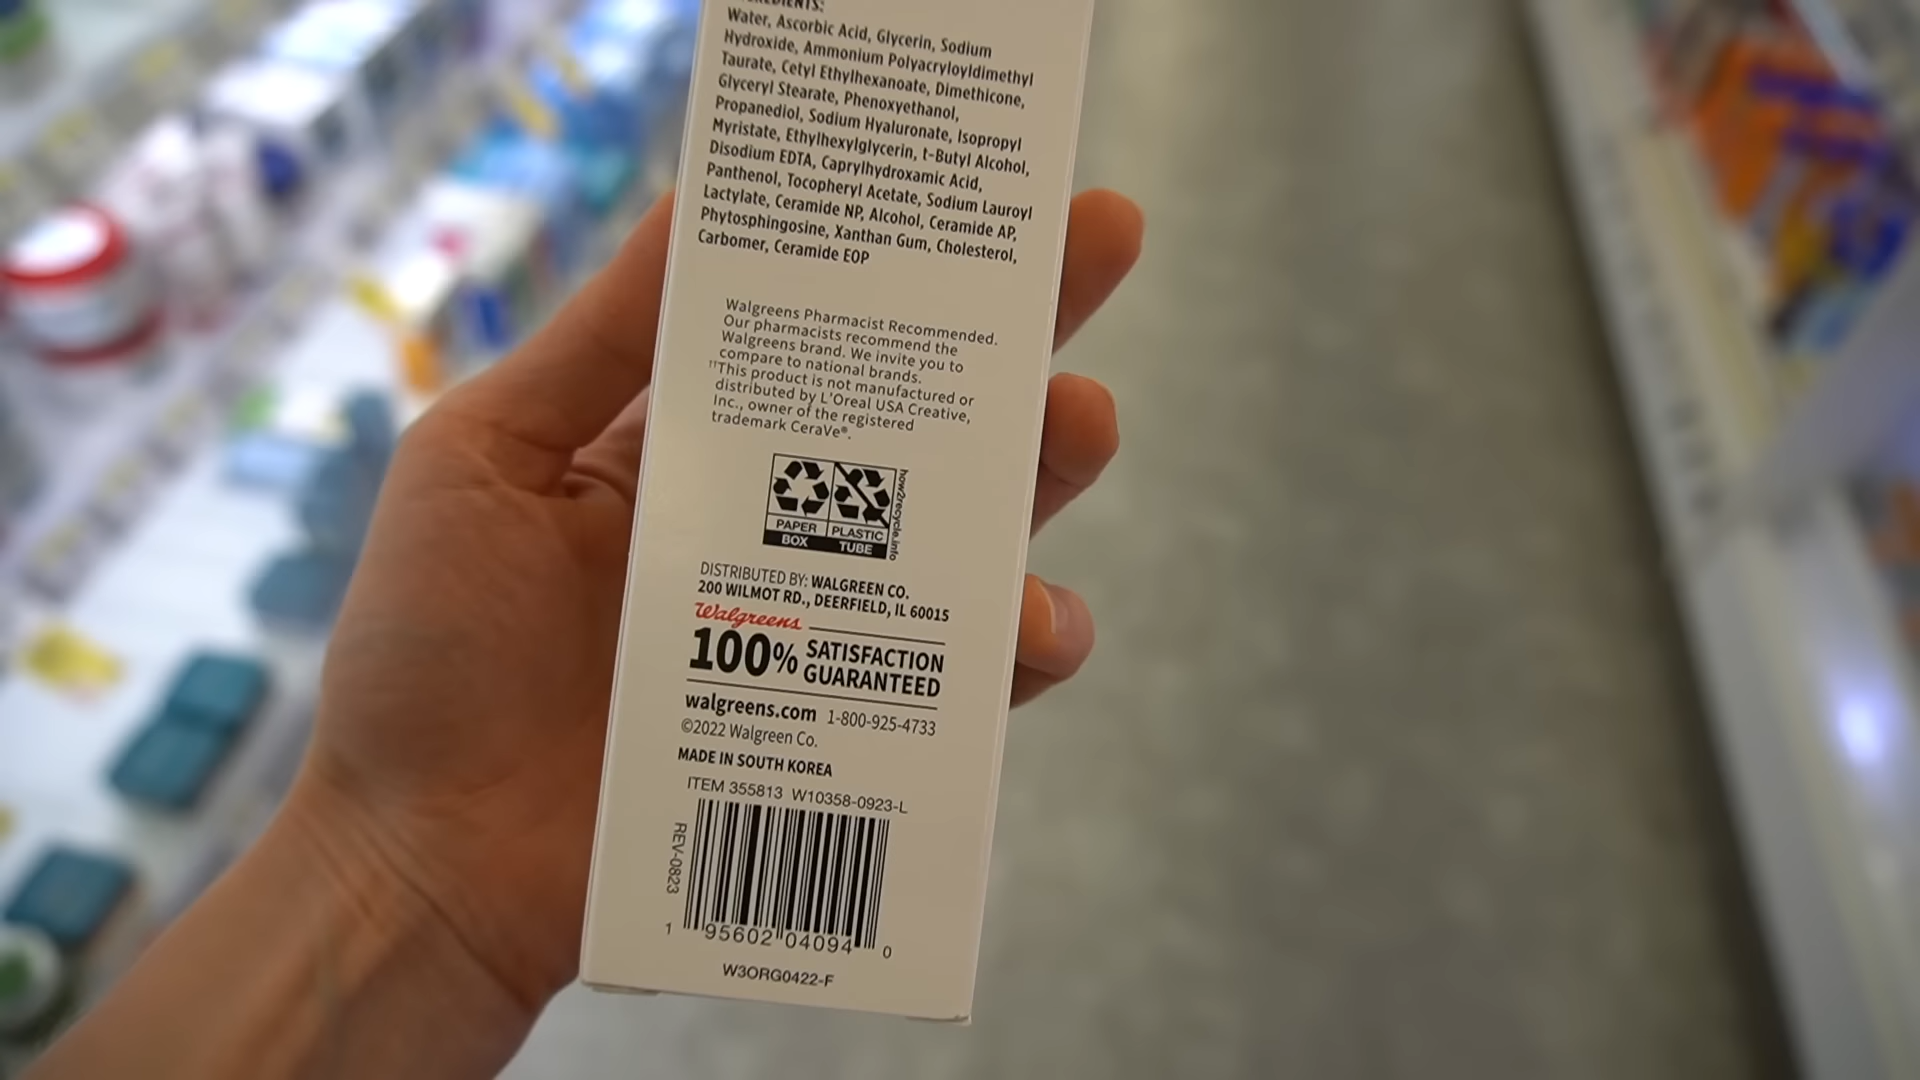 INGREDIENTS:
Water, Ascorbic Acid, Glycerin, Sodium
Hydroxide, Ammonium Polyacryloyldimethyl
Taurate, Cetyl Ethylhexanoate, Dimethicone,
Glyceryl Stearate, Phenoxyethanol,
Propanediol, Sodium Hyaluronate, Isopropyl
Myristate, Ethylhexylglycerin, t-Butyl Alcohol,
Disodium EDTA, Caprylhydroxamic Acid,
Panthenol, Tocopheryl Acetate, Sodium Lauroyl
Lactylate, Ceramide NP, Alcohol, Ceramide AP,
Phytosphingosine, Xanthan Gum, Cholesterol,
Carbomer, Ceramide EOP
Walgreens Pharmacist Recommended.
Our pharmacists recommend the
Walgreens brand. We invite you to
compare to national brands.
††This product is not manufactured or
distributed by L'Oreal USA Creative,
Inc., owner of the registered
trademark CeraVe®.
PAPER PLASTIC
BOX TUBE
how2recycle.info
DISTRIBUTED BY: WALGREEN CO.
200 WILMOT RD., DEERFIELD, IL 60015
Walgreens
100% SATISFACTION
GUARANTEED
walgreens.com 1-800-925-4733
©2022 Walgreen Co.
MADE IN SOUTH KOREA
ITEM 355813 W10358-0923-L
REV-0823
1 95602 04094 0
W3ORG0422-F